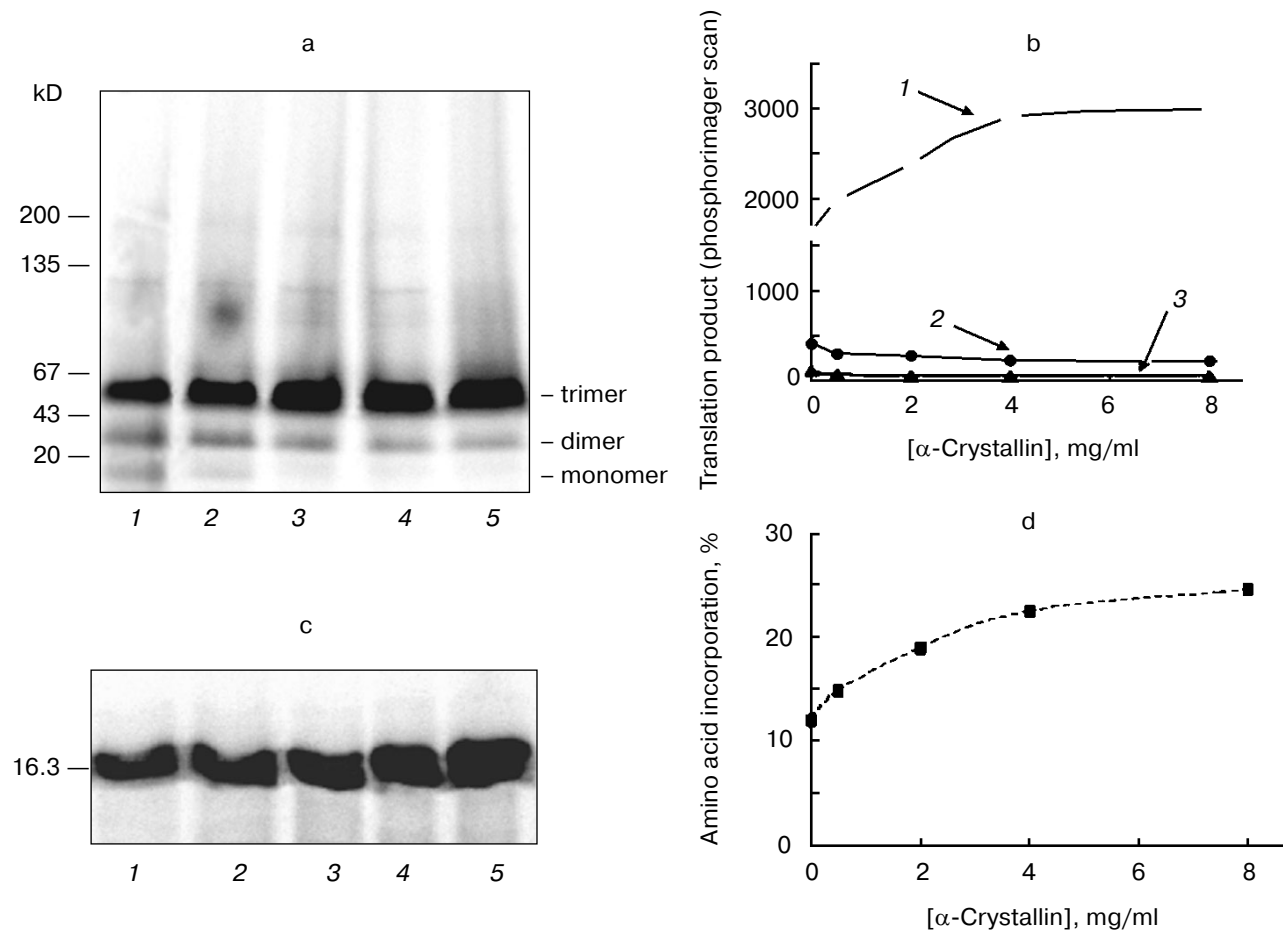 a
kD
200
135
67
43
20
– trimer
– dimer
– monomer
1 2 3 4 5
b
Translation product (phosphorimager scan)
3000
2000
1000
0
1
2
3
0 2 4 6 8
[α-Crystallin], mg/ml
c
16.3
1 2 3 4 5
d
Amino acid incorporation, %
30
20
10
0
0 2 4 6 8
[α-Crystallin], mg/ml